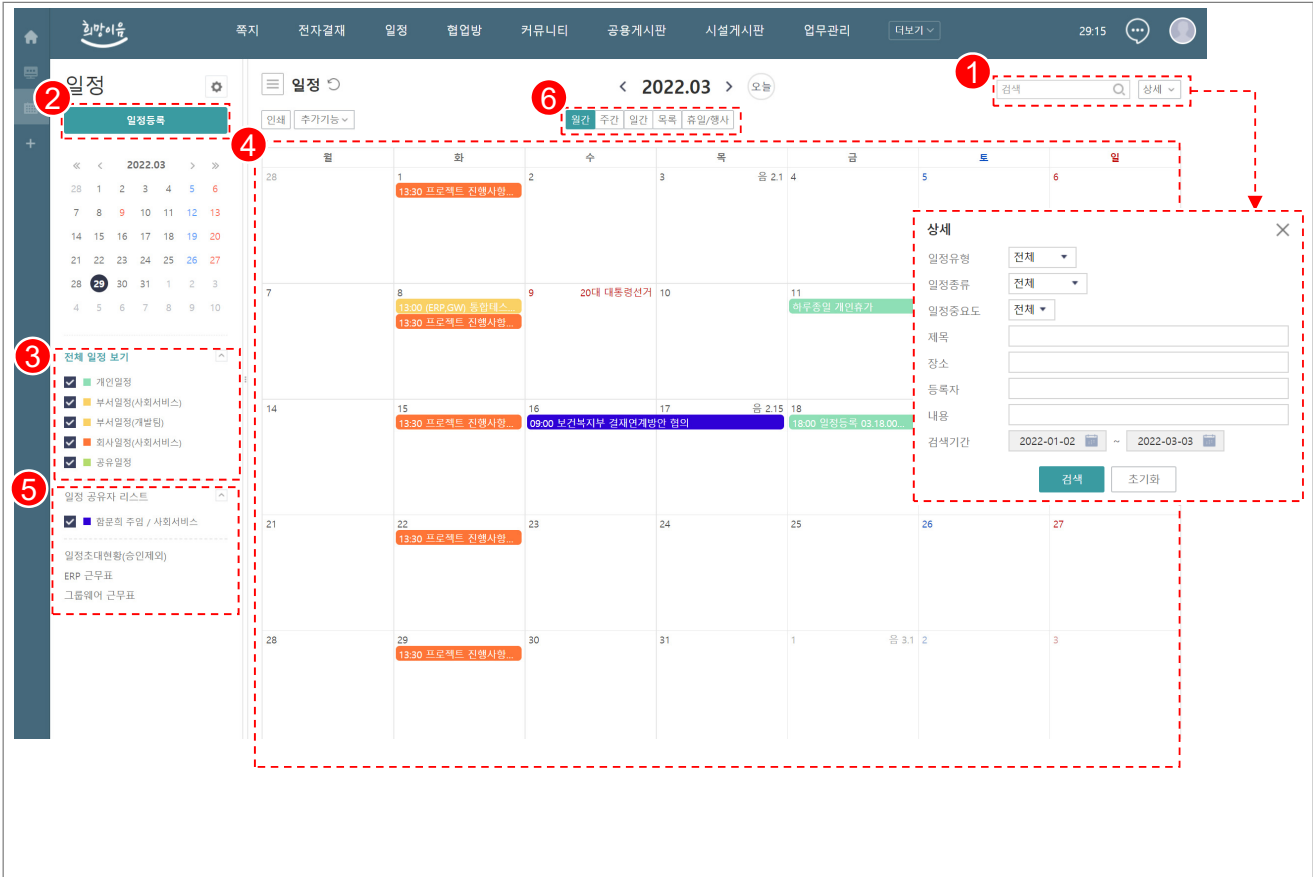 희망이음 쪽지 전자결재 일정 협업방 커뮤니티 공용게시판 시설게시판 업무관리 더보기 29:15
일정
2
일정등록
« < 2022.03 > »
28 1 2 3 4 5 6
7 8 9 10 11 12 13
14 15 16 17 18 19 20
21 22 23 24 25 26 27
28 29 30 31 1 2 3
4 5 6 7 8 9 10
3
전체 일정 보기
개인일정
부서일정(사회서비스)
부서일정(개발팀)
회사일정(사회서비스)
공유일정
5
일정 공유자 리스트
함문희 주임 / 사회서비스
일정초대현황(승인제외)
ERP 근무표
그룹웨어 근무표
일정
< 2022.03 > 오늘
1
검색 상세
인쇄 추가기능
6
월간 주간 일간 목록 휴일/행사
4
월 화 수 목 금 토 일
28 1 2 3 음 2.1 4 5 6
13:30 프로젝트 진행사항...
7 8 9 20대 대통령선거 10 11
13:00 (ERP,GW) 통합테스... 하루종일 개인휴가
13:30 프로젝트 진행사항...
14 15 16 17 음 2.15 18
13:30 프로젝트 진행사항... 09:00 보건복지부 결재연계방안 협의 18:00 일정등록 03.18.00...
21 22 23 24 25 26 27
13:30 프로젝트 진행사항...
28 29 30 31 1 음 3.1 2 3
13:30 프로젝트 진행사항...
상세
일정유형 전체
일정종류 전체
일정중요도 전체
제목
장소
등록자
내용
검색기간 2022-01-02 ~ 2022-03-03
검색 초기화